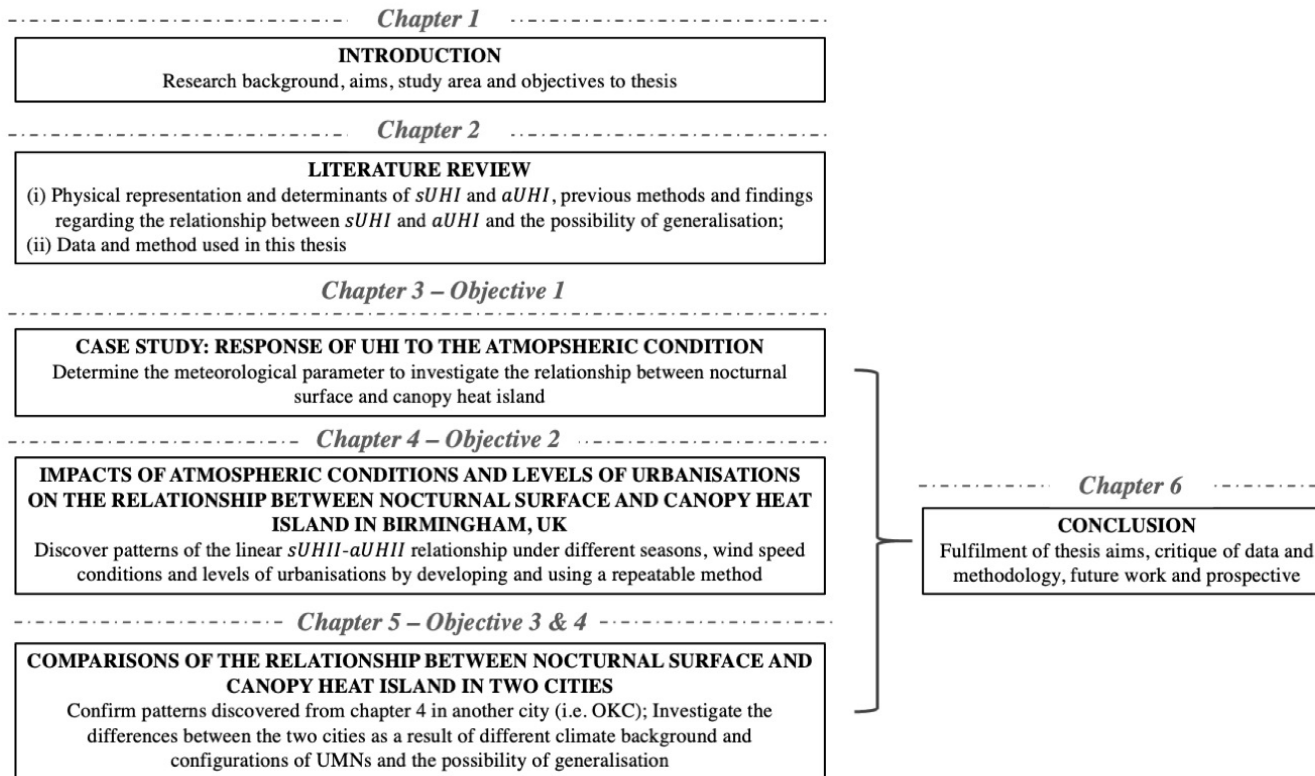 Chapter 1
INTRODUCTION
Research background, aims, study area and objectives to thesis
Chapter 2
LITERATURE REVIEW
(i) Physical representation and determinants of sUHI and aUHI, previous methods and findings
regarding the relationship between sUHI and aUHI and the possibility of generalisation;
(ii) Data and method used in this thesis
Chapter 3 – Objective 1
CASE STUDY: RESPONSE OF UHI TO THE ATMOPSHERIC CONDITION
Determine the meteorological parameter to investigate the relationship between nocturnal
surface and canopy heat island
Chapter 4 – Objective 2
IMPACTS OF ATMOSPHERIC CONDITIONS AND LEVELS OF URBANISATIONS
ON THE RELATIONSHIP BETWEEN NOCTURNAL SURFACE AND CANOPY HEAT
ISLAND IN BIRMINGHAM, UK
Discover patterns of the linear sUHII-aUHII relationship under different seasons, wind speed
conditions and levels of urbanisations by developing and using a repeatable method
Chapter 5 – Objective 3 & 4
COMPARISONS OF THE RELATIONSHIP BETWEEN NOCTURNAL SURFACE AND
CANOPY HEAT ISLAND IN TWO CITIES
Confirm patterns discovered from chapter 4 in another city (i.e. OKC); Investigate the
differences between the two cities as a result of different climate background and
configurations of UMNs and the possibility of generalisation
Chapter 6
CONCLUSION
Fulfilment of thesis aims, critique of data and
methodology, future work and prospective